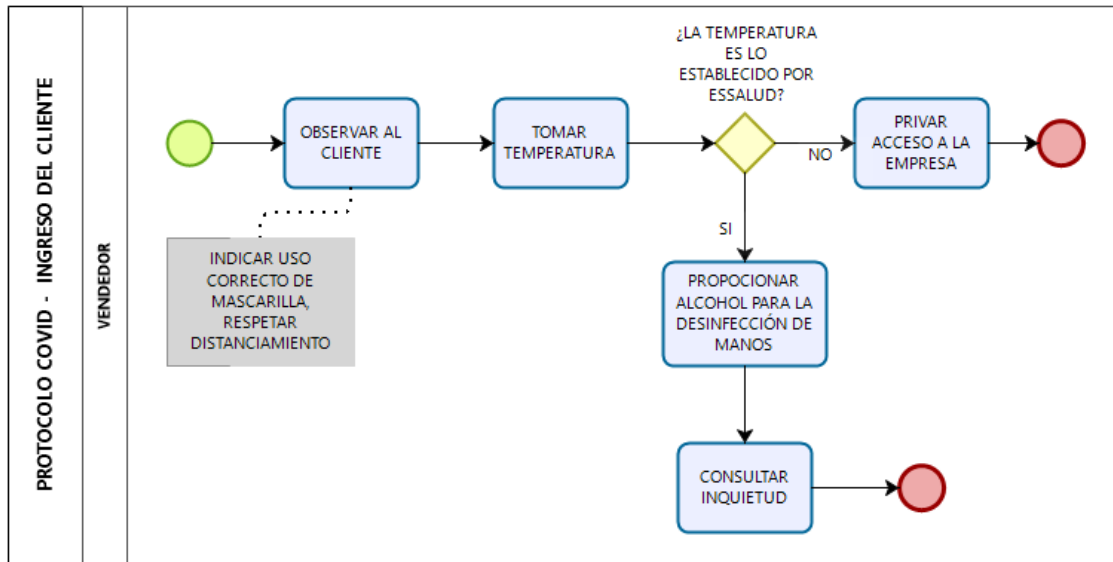 PROTOCOLO COVID - INGRESO DEL CLIENTE
VENDEDOR
OBSERVAR AL
CLIENTE
INDICAR USO
CORRECTO DE
MASCARILLA,
RESPETAR
DISTANCIAMIENTO
TOMAR
TEMPERATURA
¿LA TEMPERATURA
ES LO
ESTABLECIDO POR
ESSALUD?
NO
PRIVAR
ACCESO A LA
EMPRESA
SI
PROPOCIONAR
ALCOHOL PARA LA
DESINFECCIÓN DE
MANOS
CONSULTAR
INQUIETUD